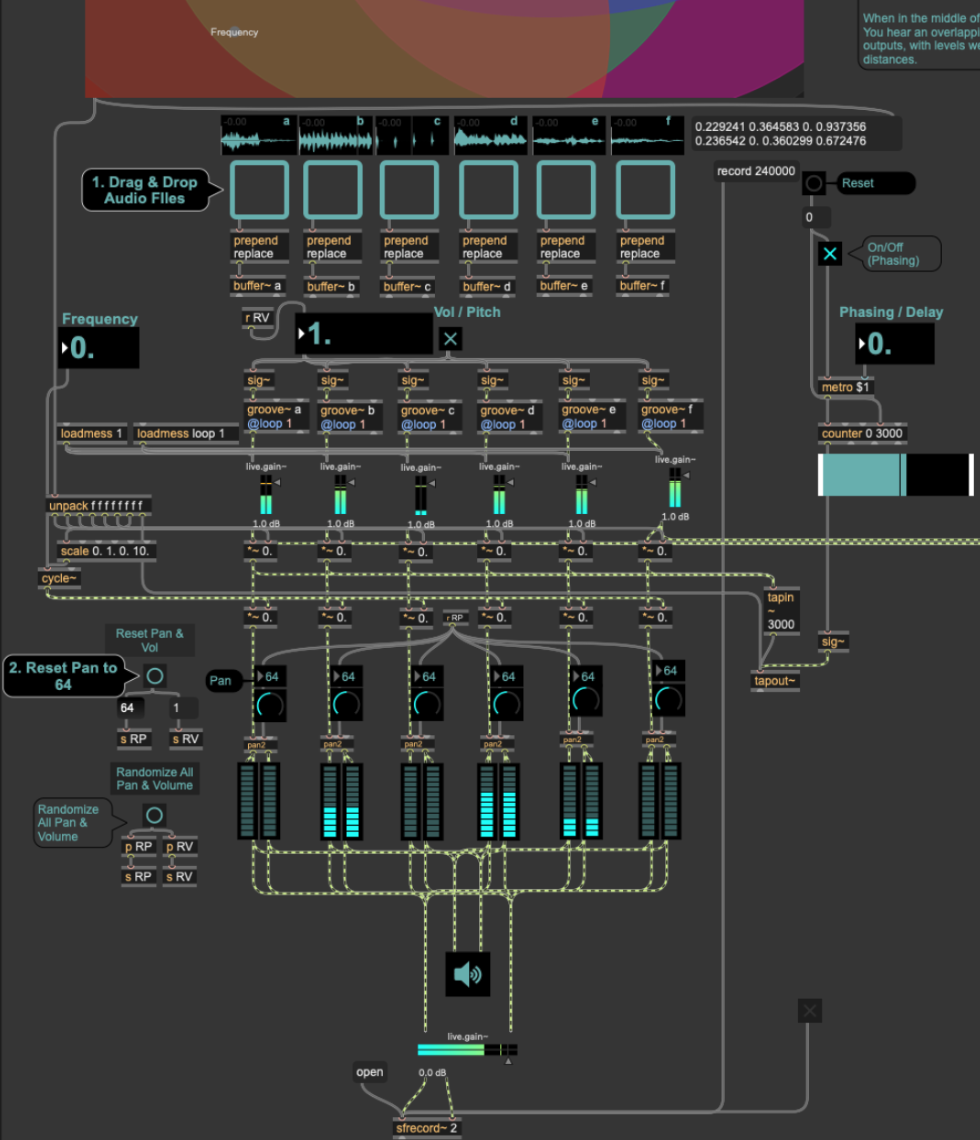 Frequency
When in the middle of
You hear an overlappi
outputs, with levels we
distances.
-0.00 a -0.00 b -0.00 c d -0.00 e -0.00 f
0.229241 0.364583 0. 0.937356
0.236542 0. 0.360299 0.672476
record 240000
1. Drag & Drop
Audio FIles
Reset
0
On/Off
(Phasing)
prepend replace prepend replace prepend replace prepend replace prepend replace prepend replace
buffer~ a buffer~ b buffer~ c buffer~ d buffer~ e buffer~ f
r RV
Vol / Pitch
1.
Frequency
0.
Phasing / Delay
0.
sig~ sig~ sig~ sig~ sig~ sig~
metro $1
groove~ a groove~ b groove~ c groove~ d groove~ e groove~ f
@loop 1 @loop 1 @loop 1 @loop 1 @loop 1 @loop 1
loadmess 1 loadmess loop 1
counter 0 3000
live.gain~ live.gain~ live.gain~ live.gain~ live.gain~ live.gain~
1.0 dB 1.0 dB 1.0 dB 1.0 dB 1.0 dB 1.0 dB
unpack f f f f f f f f
scale 0. 1. 0. 10.
*~ 0. *~ 0. *~ 0. *~ 0. *~ 0. *~ 0.
cycle~
tapin
~
3000
*~ 0. *~ 0. *~ 0. r RP *~ 0. *~ 0. *~ 0.
sig~
tapout~
Reset Pan &
Vol
2. Reset Pan to
64
Pan
64 64 64 64 64 64
64 1
s RP s RV
pan2 pan2 pan2 pan2 pan2 pan2
Randomize All
Pan & Volume
Randomize
All Pan &
Volume
p RP p RV
s RP s RV
live.gain~
0.0 dB
open
sfrecord~ 2